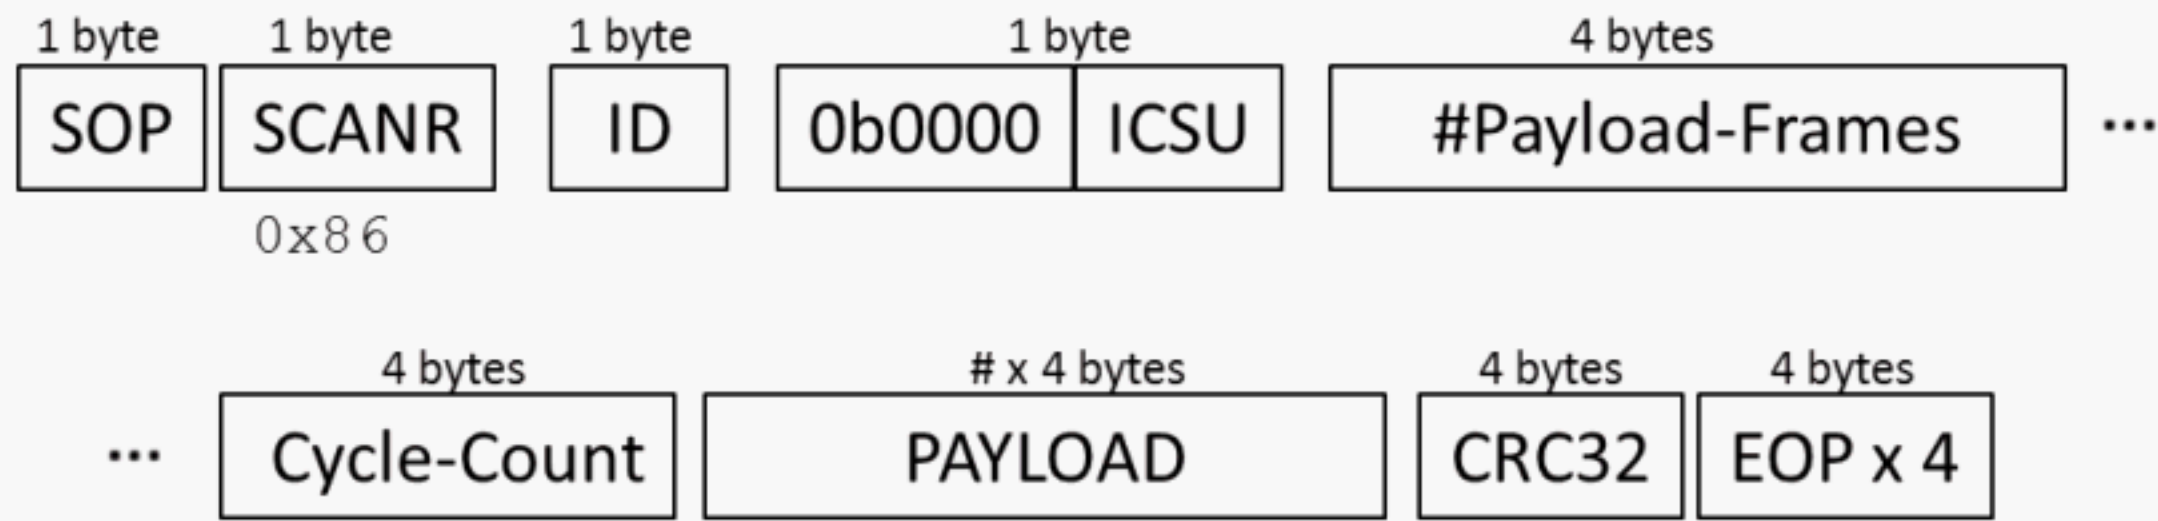 1 byte 1 byte 1 byte 1 byte 4 bytes
SOP SCANR ID 0b0000 ICSU #Payload-Frames ...
0x86
4 bytes # x 4 bytes 4 bytes 4 bytes
... Cycle-Count PAYLOAD CRC32 EOP x 4